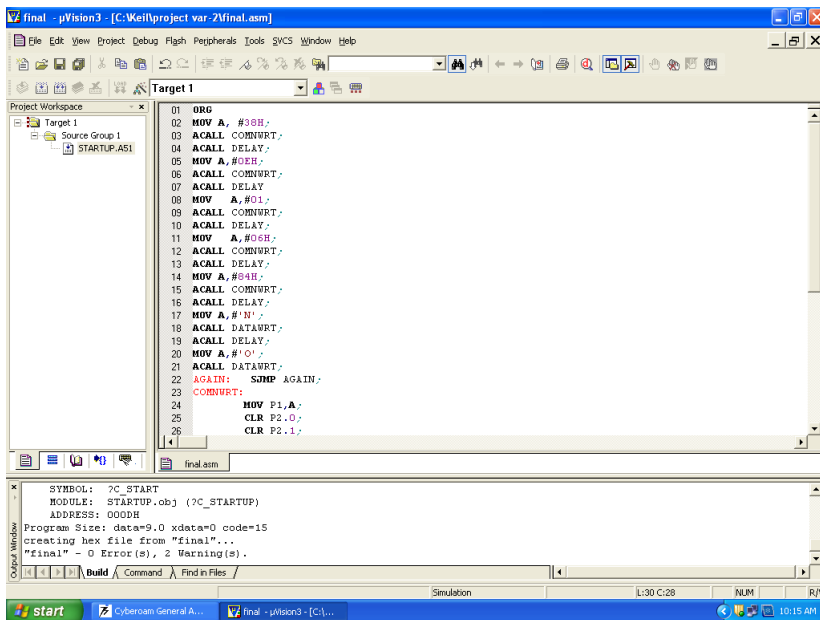 final - µVision3 - [C:\Keil\project var-2\final.asm]
File Edit View Project Debug Flash Peripherals Tools SVCS Window Help
Target 1
Project Workspace
Target 1
Source Group 1
STARTUP.A51
01 ORG
02 MOV A, #38H;
03 ACALL COMNWRT;
04 ACALL DELAY;
05 MOV A,#0EH;
06 ACALL COMNWRT;
07 ACALL DELAY
08 MOV A,#01;
09 ACALL COMNWRT;
10 ACALL DELAY;
11 MOV A,#06H;
12 ACALL COMNWRT;
13 ACALL DELAY;
14 MOV A,#84H;
15 ACALL COMNWRT;
16 ACALL DELAY;
17 MOV A,#'N';
18 ACALL DATAWRT;
19 ACALL DELAY;
20 MOV A,#'O';
21 ACALL DATAWRT;
22 AGAIN: SJMP AGAIN;
23 COMNWRT:
24 MOV P1,A;
25 CLR P2.0;
26 CLR P2.1;
final.asm
SYMBOL: ?C_START
MODULE: STARTUP.obj (?C_STARTUP)
ADDRESS: 000DH
Program Size: data=9.0 xdata=0 code=15
creating hex file from "final"...
"final" - 0 Error(s), 2 Warning(s).
Output Window
Build Command Find in Files
Simulation L:30 C:28 NUM R/
start Cyberoam General A... final - µVision3 - [C:\... 10:15 AM